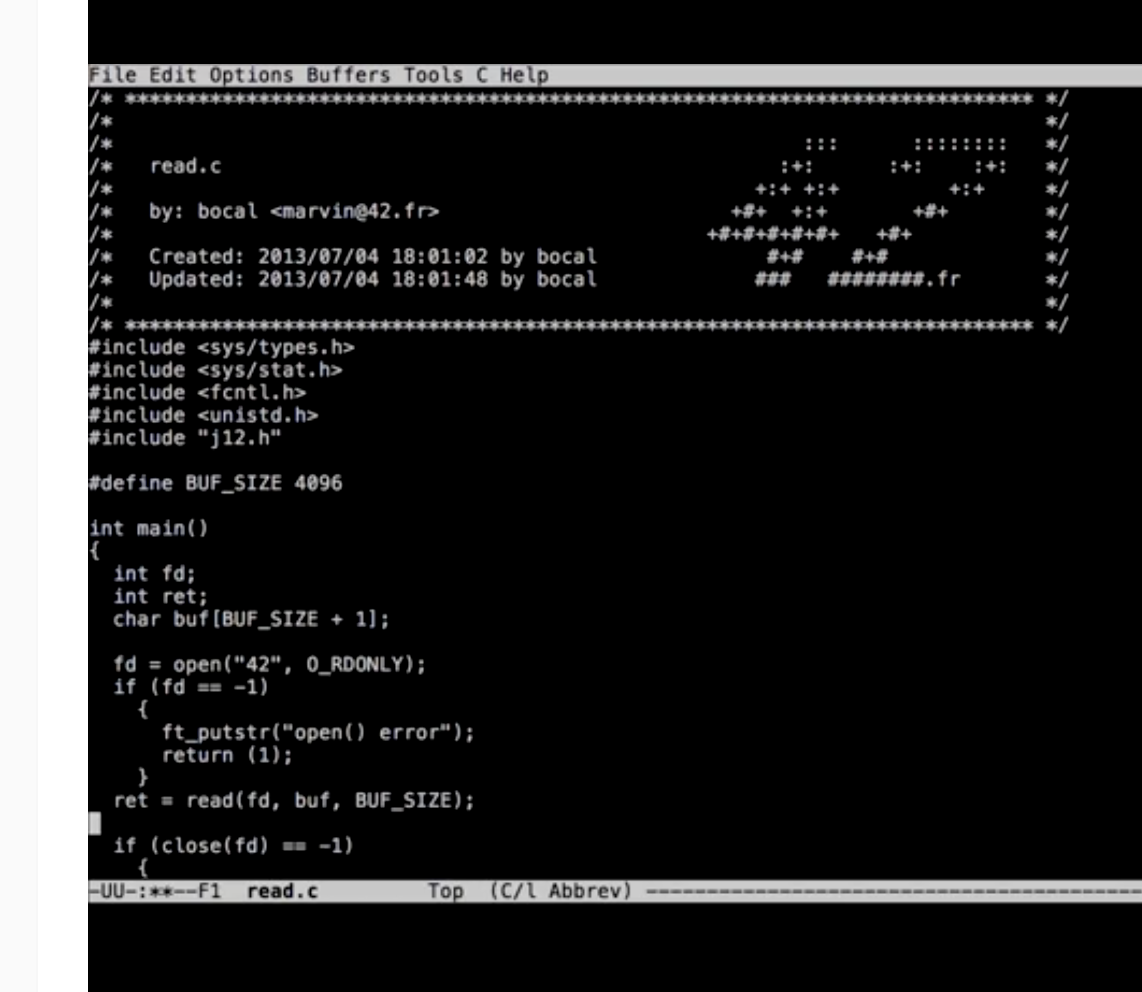 File Edit Options Buffers Tools C Help
/* ************************************************************************** */
/*                                                                            */
/*                                                        :::      ::::::::   */
/*   read.c                                             :+:      :+:    :+:   */
/*                                                    +:+ +:+         +:+     */
/*   by: bocal <marvin@42.fr>                       +#+  +:+       +#+        */
/*                                                +#+#+#+#+#+   +#+           */
/*   Created: 2013/07/04 18:01:02 by bocal             #+#    #+#             */
/*   Updated: 2013/07/04 18:01:48 by bocal            ###   ########.fr       */
/*                                                                            */
/* ************************************************************************** */
#include <sys/types.h>
#include <sys/stat.h>
#include <fcntl.h>
#include <unistd.h>
#include "j12.h"

#define BUF_SIZE 4096

int main()
{
  int fd;
  int ret;
  char buf[BUF_SIZE + 1];

  fd = open("42", O_RDONLY);
  if (fd == -1)
    {
      ft_putstr("open() error");
      return (1);
    }
  ret = read(fd, buf, BUF_SIZE);

  if (close(fd) == -1)
    {
-UU-:**--F1  read.c         Top  (C/l Abbrev) -----------------------------------------